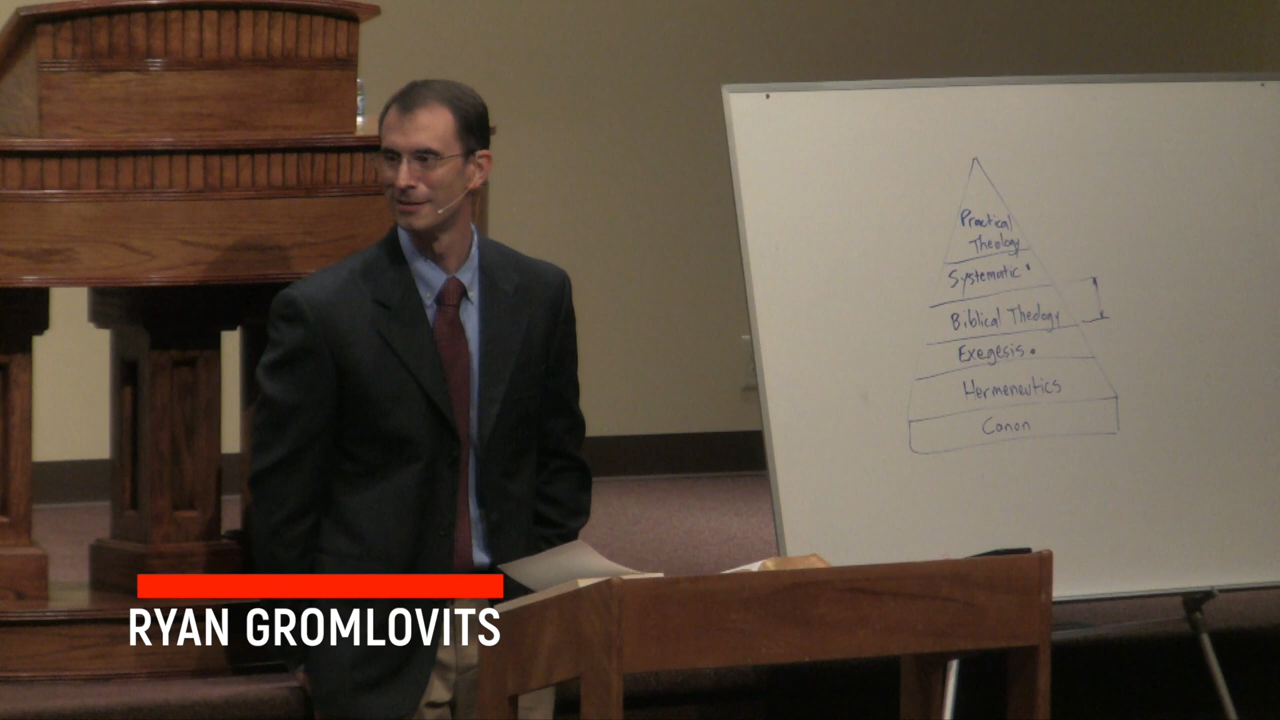 Practical
Theology
Systematic
Biblical Theology
Exegesis
Hermeneutics
Canon
RYAN GROMLOVITS